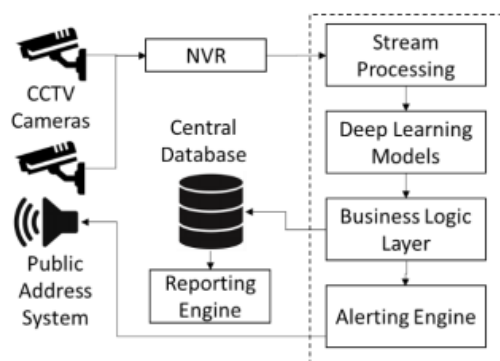 CCTV
Cameras
NVR
Stream
Processing
Central
Database
Deep Learning
Models
Business Logic
Layer
Public
Address
System
Reporting
Engine
Alerting Engine